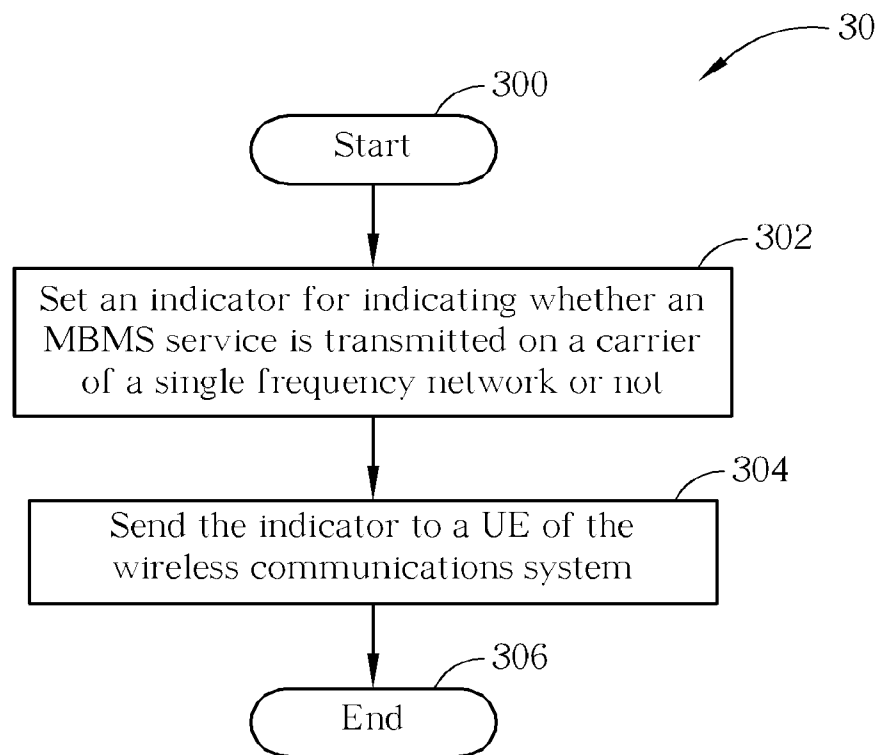 30
300
Start
302
Set an indicator for indicating whether an
MBMS service is transmitted on a carrier
of a single frequency network or not
304
Send the indicator to a UE of the
wireless communications system
306
End